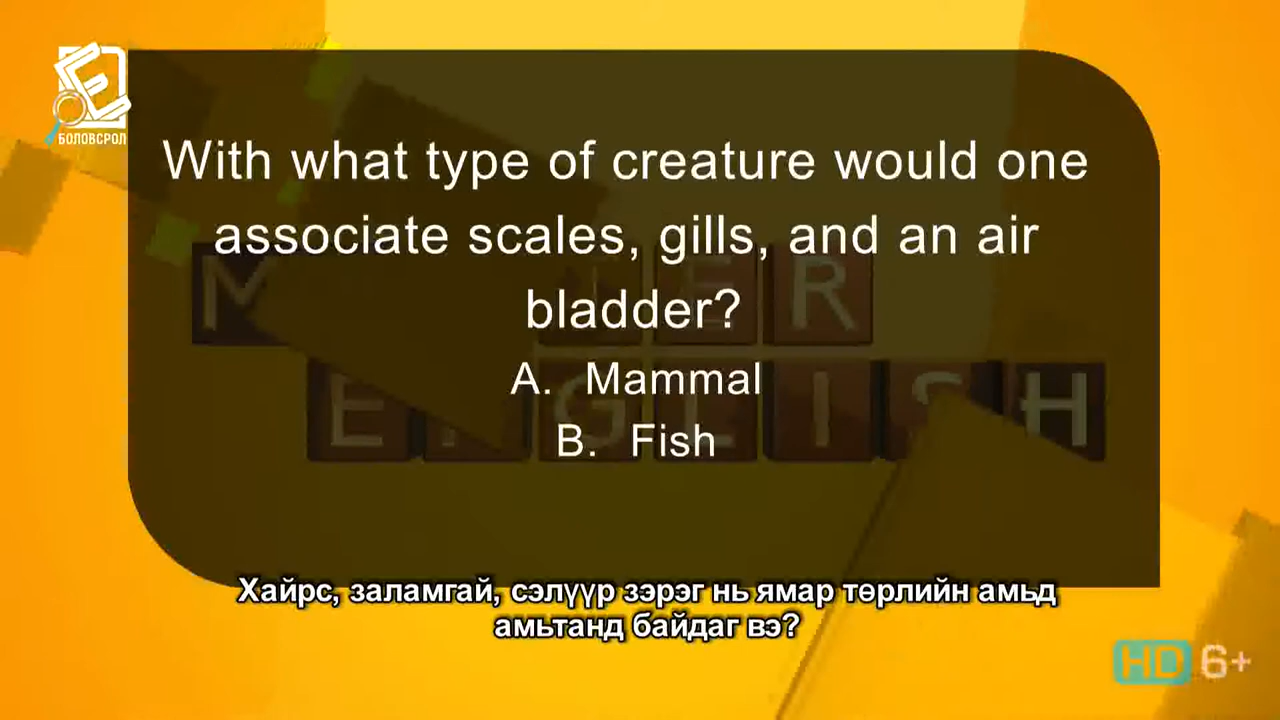 БОЛОВСРОЛ
With what type of creature would one
associate scales, gills, and an air
bladder?
A. Mammal
B. Fish
Хайрс, заламгай, сэлүүр зэрэг нь ямар төрлийн амьд
амьтанд байдаг вэ?
HD 6+